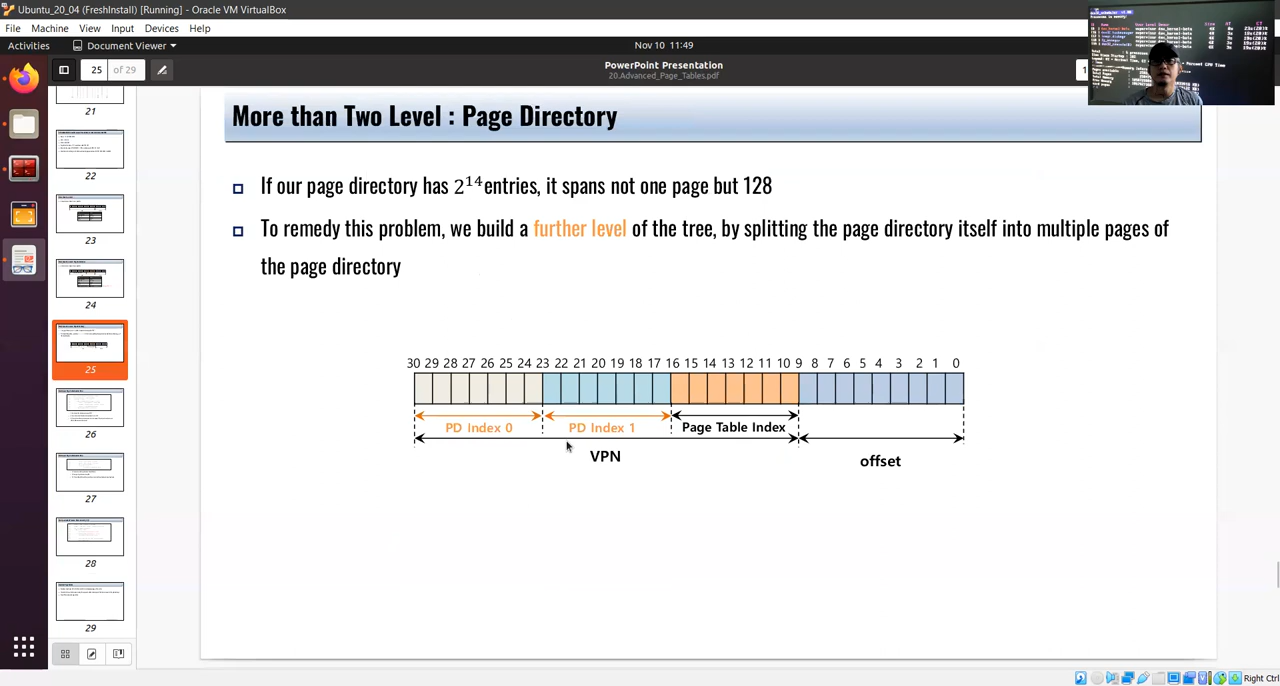 Ubuntu_20_04 (FreshInstall) [Running] - Oracle VM VirtualBox
File Machine View Input Devices Help
Activities Document Viewer Nov 10 11:49
25 of 29 PowerPoint Presentation
20.Advanced_Page_Tables.pdf
21
22
23
24
25
26
27
28
29
More than Two Level : Page Directory
If our page directory has 2¹⁴entries, it spans not one page but 128
To remedy this problem, we build a further level of the tree, by splitting the page directory itself into multiple pages of
the page directory
30 29 28 27 26 25 24 23 22 21 20 19 18 17 16 15 14 13 12 11 10 9 8 7 6 5 4 3 2 1 0
PD Index 0 PD Index 1 Page Table Index
VPN offset
Right Ctrl